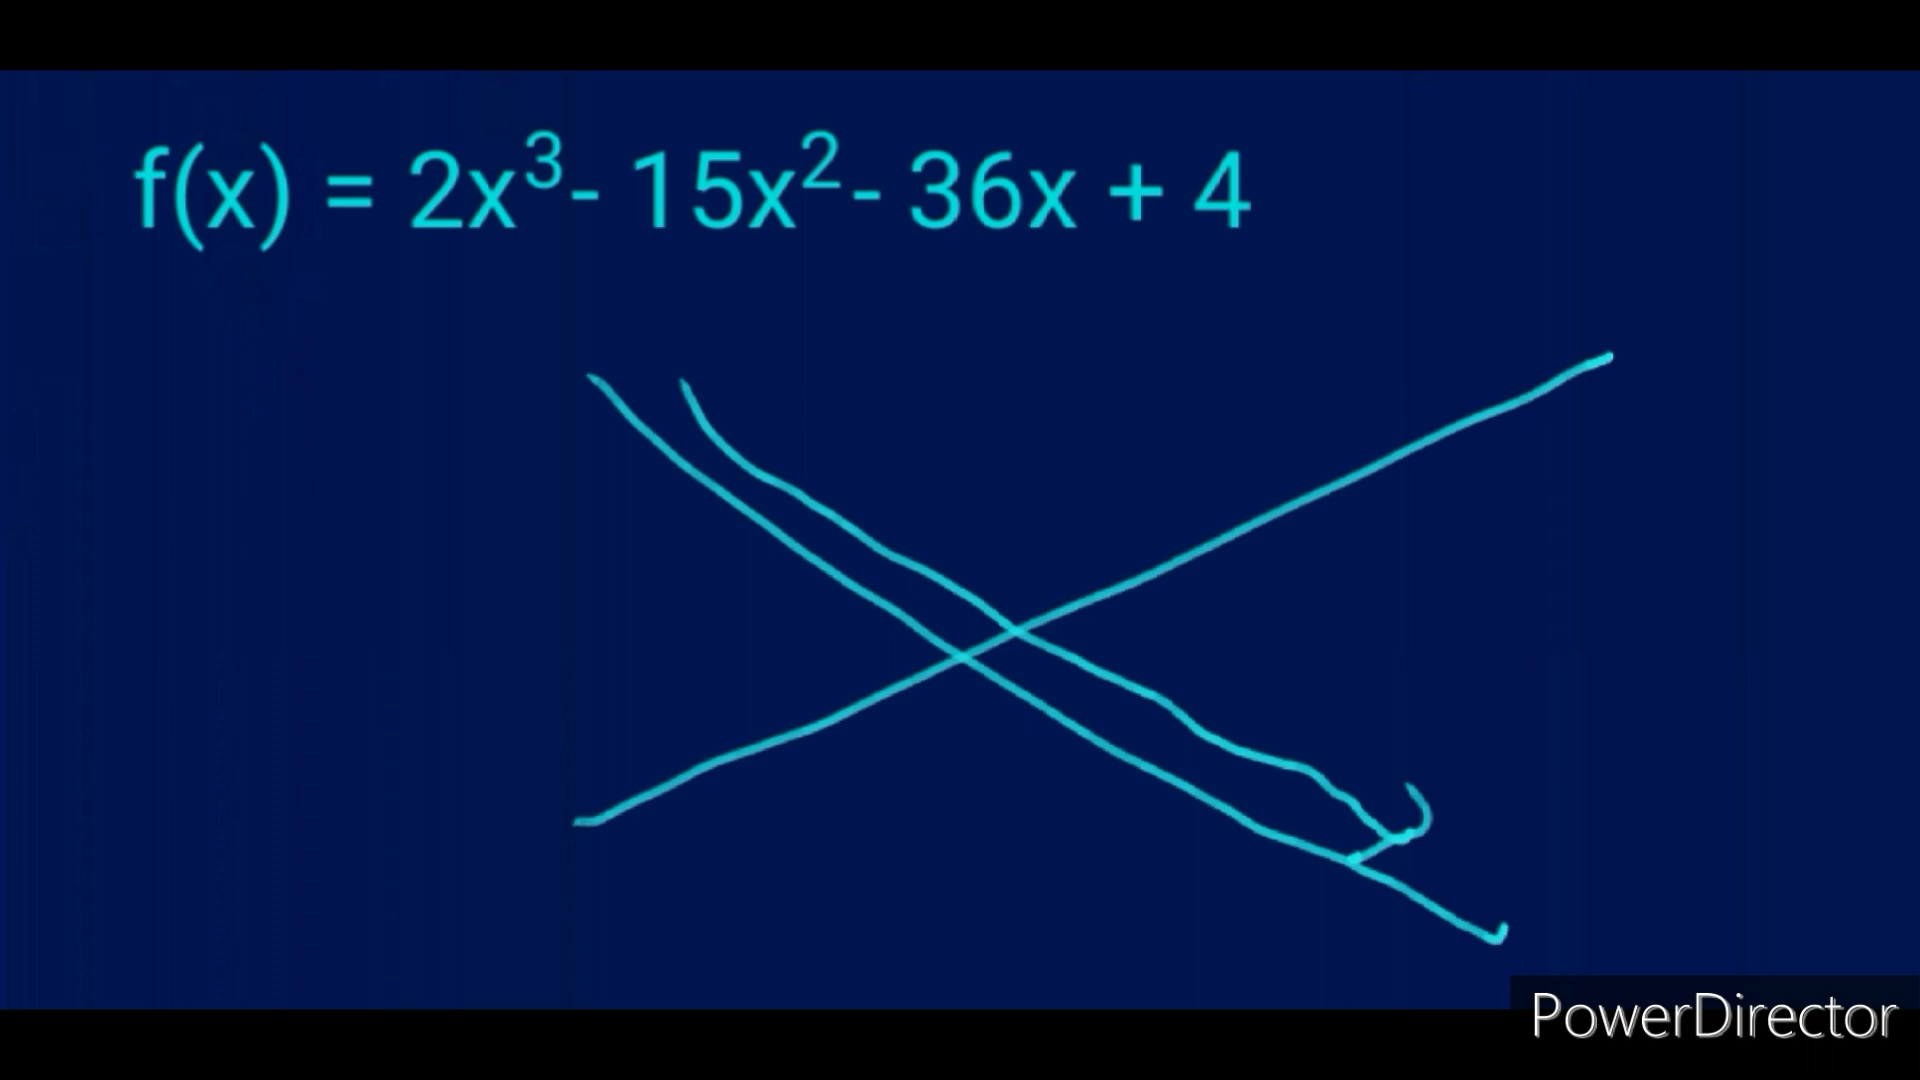 f(x) = 2x³- 15x²- 36x + 4
PowerDirector